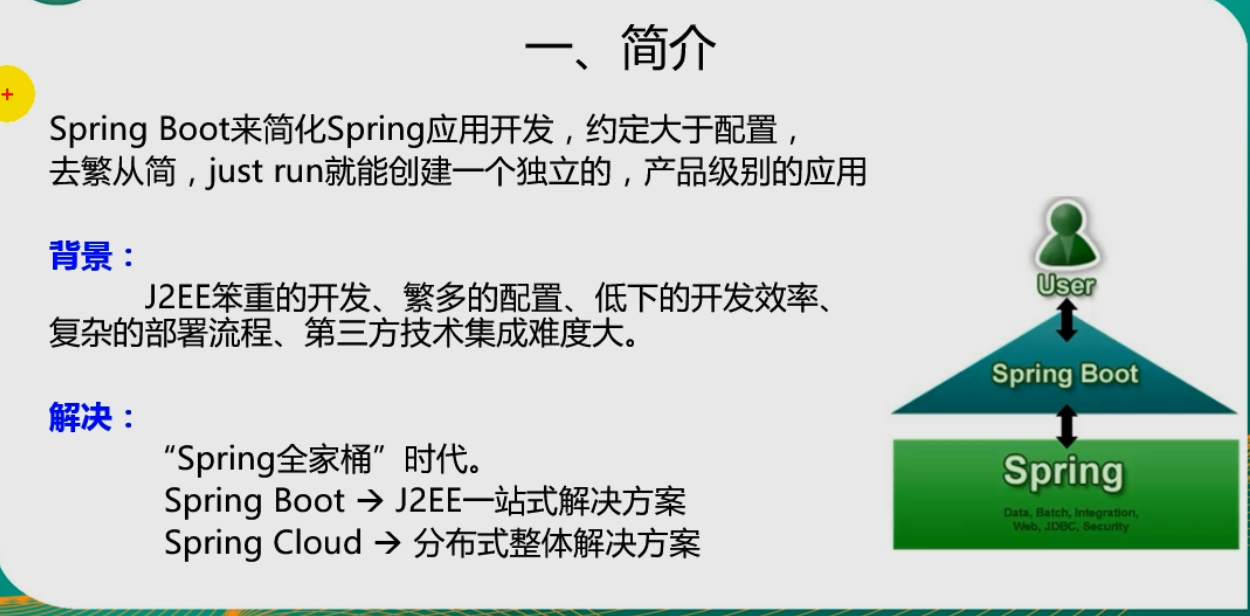 一、简介
Spring Boot来简化Spring应用开发，约定大于配置，
去繁从简，just run就能创建一个独立的，产品级别的应用
背景：
J2EE笨重的开发、繁多的配置、低下的开发效率、
复杂的部署流程、第三方技术集成难度大。
解决：
“Spring全家桶”时代。
Spring Boot → J2EE一站式解决方案
Spring Cloud → 分布式整体解决方案
User
Spring Boot
Spring
Data, Batch, Integration,
Web, JDBC, Security